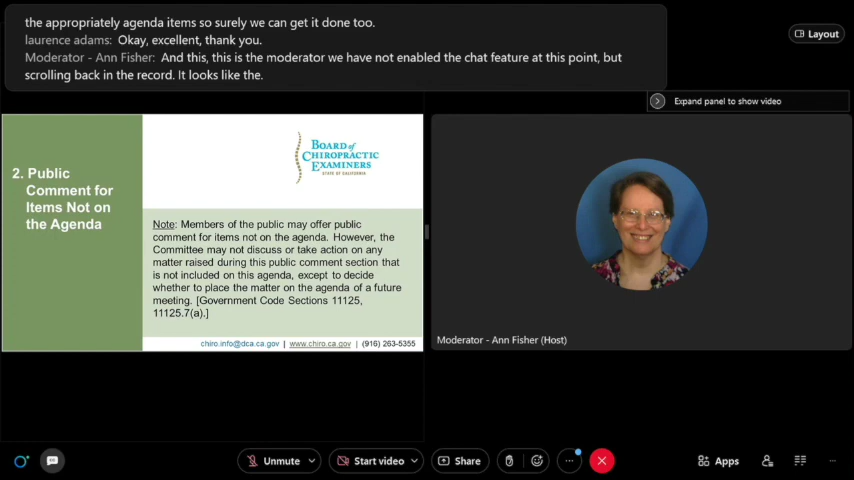 the appropriately agenda items so surely we can get it done too.
laurence adams: Okay, excellent, thank you.
Moderator - Ann Fisher: And this, this is the moderator we have not enabled the chat feature at this point, but
scrolling back in the record. It looks like the.
Layout
Expand panel to show video
2. Public
Comment for
Items Not on
the Agenda
BOARD of
CHIROPRACTIC
EXAMINERS
STATE OF CALIFORNIA
Note: Members of the public may offer public
comment for items not on the agenda. However, the
Committee may not discuss or take action on any
matter raised during this public comment section that
is not included on this agenda, except to decide
whether to place the matter on the agenda of a future
meeting. [Government Code Sections 11125,
11125.7(a).]
chiro.info@dca.ca.gov | www.chiro.ca.gov | (916) 263-5355
Moderator - Ann Fisher (Host)
Unmute
Start video
Share
Apps